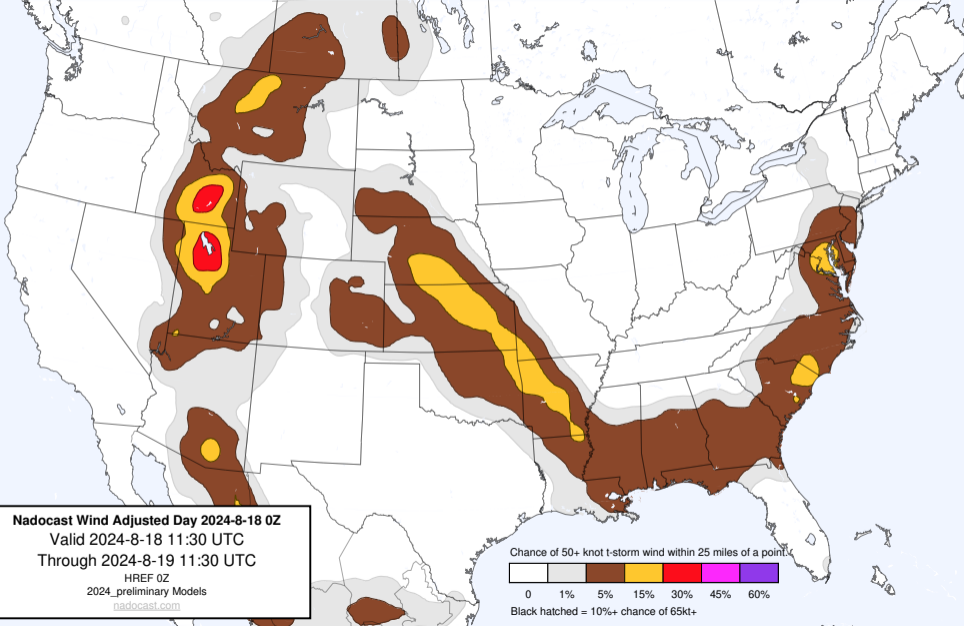 Nadocast Wind Adjusted Day 2024-8-18 0Z
Valid 2024-8-18 11:30 UTC
Through 2024-8-19 11:30 UTC
HREF 0Z
2024_preliminary Models
nadocast.com
Chance of 50+ knot t-storm wind within 25 miles of a point.
0 1% 5% 15% 30% 45% 60%
Black hatched = 10%+ chance of 65kt+